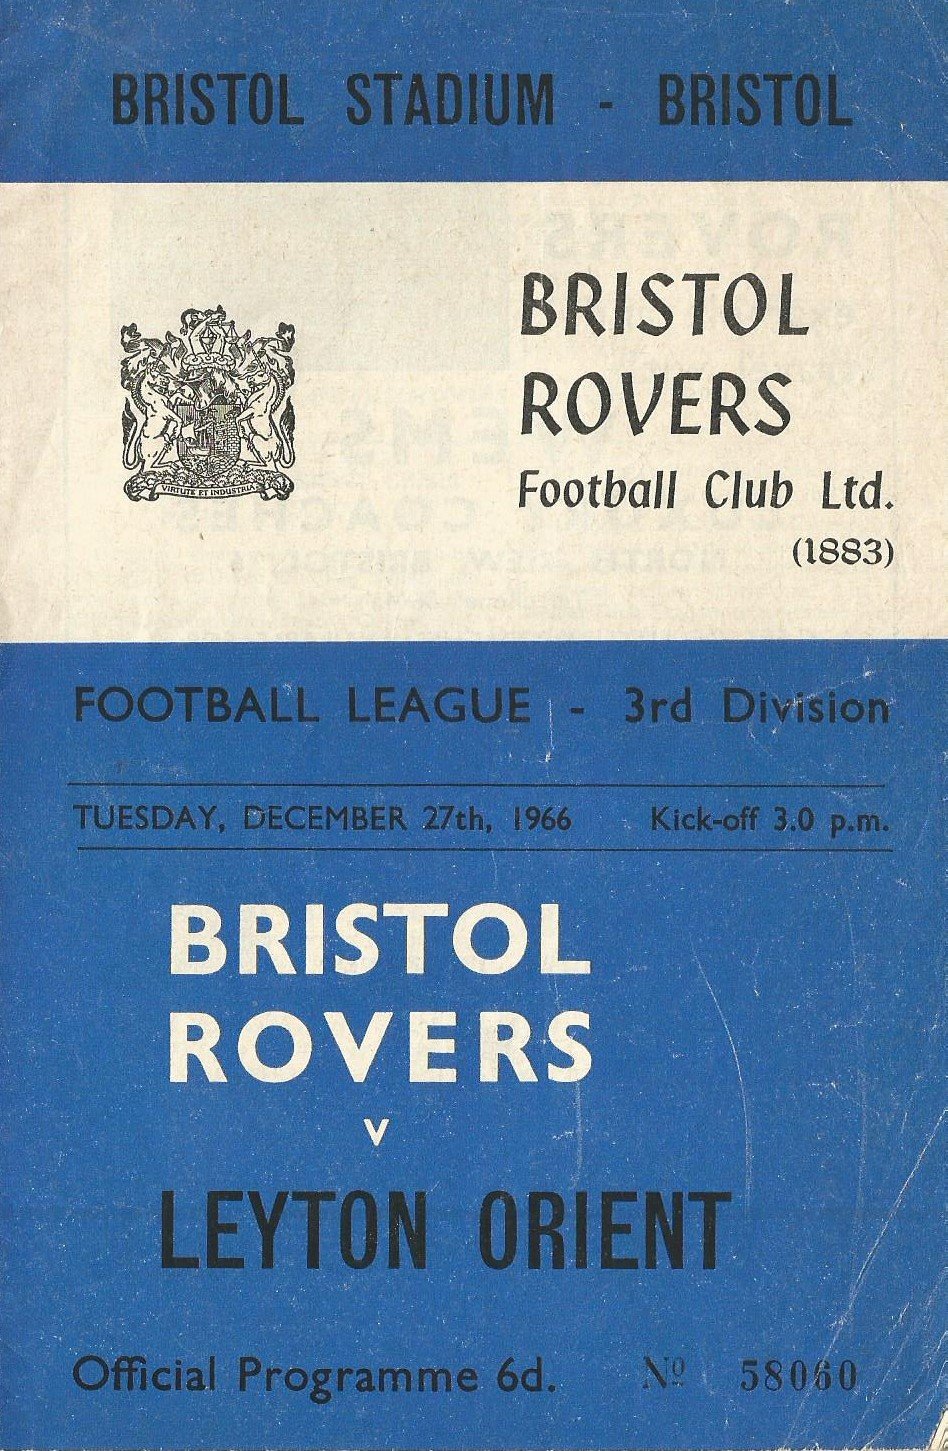 BRISTOL STADIUM - BRISTOL
BRISTOL
ROVERS
Football Club Ltd.
(1883)
VIRTUTE ET INDUSTRIA
FOOTBALL LEAGUE - 3rd Division
TUESDAY, DECEMBER 27th, 1966 Kick-off 3.0 p.m.
BRISTOL
ROVERS
v
LEYTON ORIENT
Official Programme 6d. Nº 58060